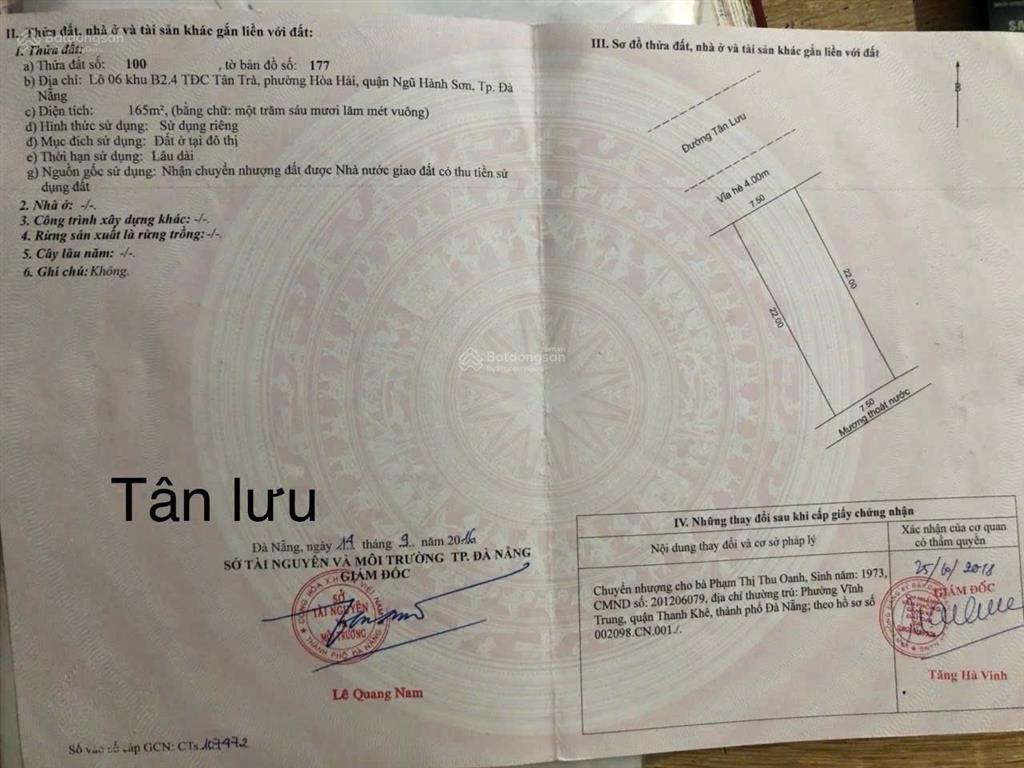 II. Thửa đất, nhà ở và tài sản khác gắn liền với đất:
1. Thửa đất:
a) Thửa đất số: 100 , tờ bản đồ số: 177
b) Địa chỉ: Lô 06 khu B2.4 TĐC Tân Trà, phường Hòa Hải, quận Ngũ Hành Sơn, Tp. Đà
Nẵng
c) Diện tích: 165m², (bằng chữ: một trăm sáu mươi lăm mét vuông)
d) Hình thức sử dụng: Sử dụng riêng
đ) Mục đích sử dụng: Đất ở tại đô thị
e) Thời hạn sử dụng: Lâu dài
g) Nguồn gốc sử dụng: Nhận chuyển nhượng đất được Nhà nước giao đất có thu tiền sử
dụng đất
2. Nhà ở: -/-.
3. Công trình xây dựng khác: -/-.
4. Rừng sản xuất là rừng trồng: -/-.
5. Cây lâu năm: -/-.
6. Ghi chú: Không.
Tân lưu
Đà Nẵng, ngày 19 tháng 9 năm 2016
SỞ TÀI NGUYÊN VÀ MÔI TRƯỜNG TP. ĐÀ NẴNG
GIÁM ĐỐC
SỞ
TÀI NGUYÊN
MÔI TRƯỜNG
THÀNH PHỐ ĐÀ NẴNG
Lê Quang Nam
Số vào sổ cấp GCN: CTs 107972
III. Sơ đồ thửa đất, nhà ở và tài sản khác gắn liền với đất
B
Đường Tân Lưu
Vỉa hè 4.00m
7.50
22.00
22.00
7.50
Mương thoát nước
Batdongsan
IV. Những thay đổi sau khi cấp giấy chứng nhận
Nội dung thay đổi và cơ sở pháp lý
Xác nhận của cơ quan
có thẩm quyền
Chuyển nhượng cho bà Phạm Thị Thu Oanh, Sinh năm: 1973,
CMND số: 201206079, địa chỉ thường trú: Phường Vĩnh
Trung, quận Thanh Khê, thành phố Đà Nẵng; theo hồ sơ số
002098.CN.001./.
25/10/2018
GIÁM ĐỐC
Tăng Hà Vinh